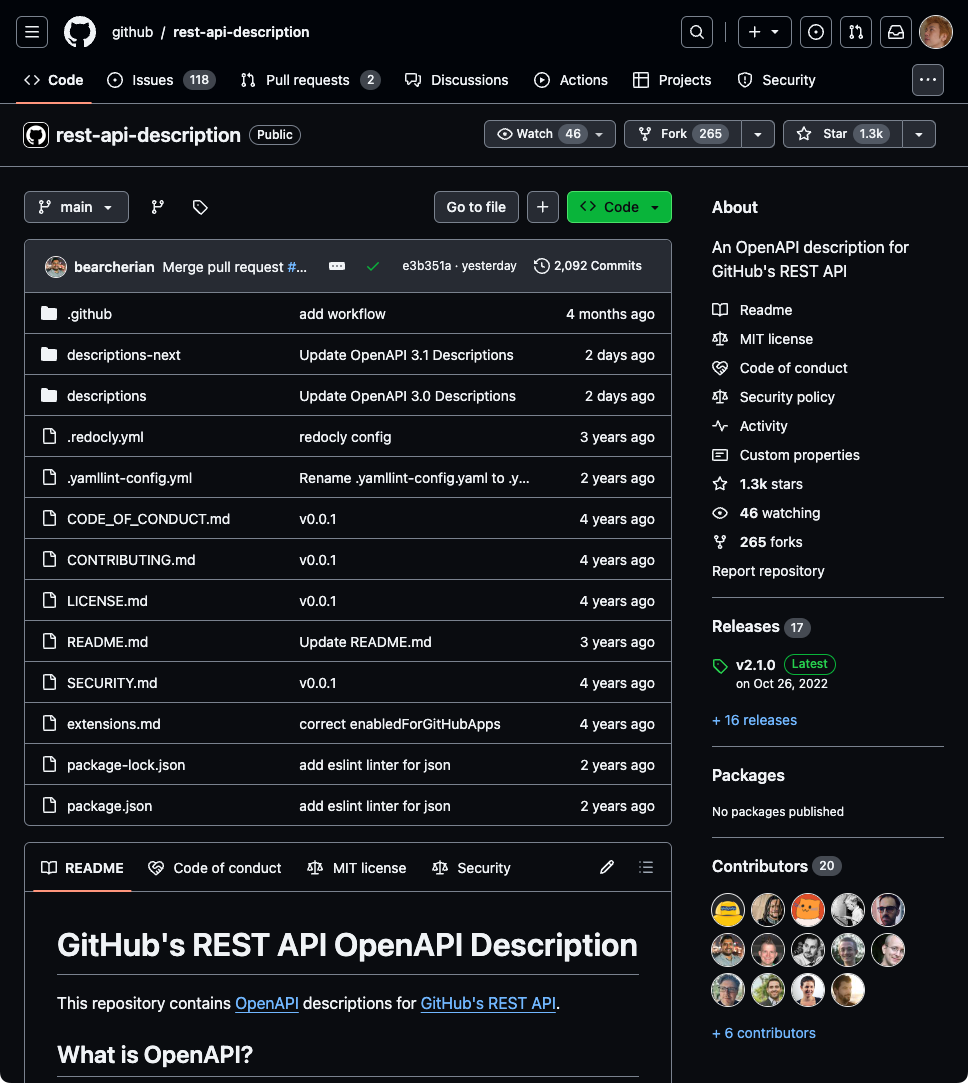 github / rest-api-description
Code Issues 118 Pull requests 2 Discussions Actions Projects Security
rest-api-description Public Watch 46 Fork 265 Star 1.3k
main Go to file Code
bearcherian Merge pull request #... e3b351a · yesterday 2,092 Commits
.github add workflow 4 months ago
descriptions-next Update OpenAPI 3.1 Descriptions 2 days ago
descriptions Update OpenAPI 3.0 Descriptions 2 days ago
.redocly.yml redocly config 3 years ago
.yamllint-config.yml Rename .yamllint-config.yaml to .y... 2 years ago
CODE_OF_CONDUCT.md v0.0.1 4 years ago
CONTRIBUTING.md v0.0.1 4 years ago
LICENSE.md v0.0.1 4 years ago
README.md Update README.md 3 years ago
SECURITY.md v0.0.1 4 years ago
extensions.md correct enabledForGitHubApps 4 years ago
package-lock.json add eslint linter for json 2 years ago
package.json add eslint linter for json 2 years ago
README Code of conduct MIT license Security
GitHub's REST API OpenAPI Description
This repository contains OpenAPI descriptions for GitHub's REST API.
What is OpenAPI?
About
An OpenAPI description for
GitHub's REST API
Readme
MIT license
Code of conduct
Security policy
Activity
Custom properties
1.3k stars
46 watching
265 forks
Report repository
Releases 17
v2.1.0 Latest
on Oct 26, 2022
+ 16 releases
Packages
No packages published
Contributors 20
+ 6 contributors